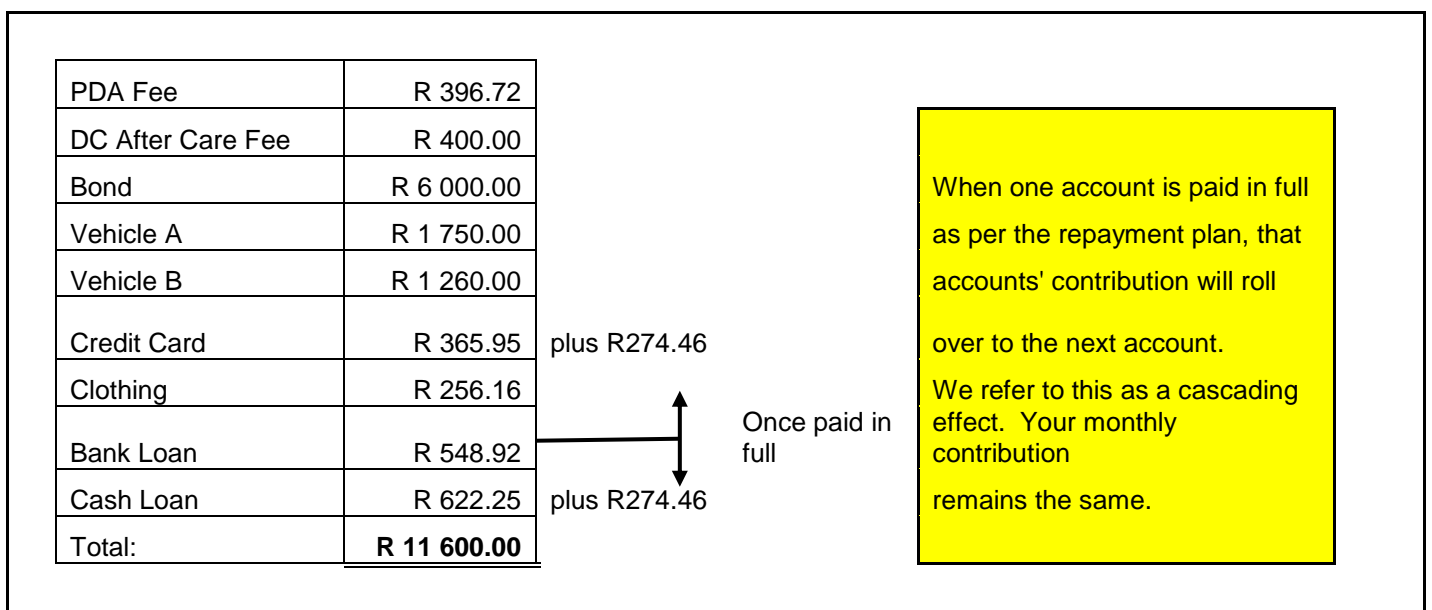 PDA Fee R 396.72
DC After Care Fee R 400.00
Bond R 6 000.00
Vehicle A R 1 750.00
Vehicle B R 1 260.00
Credit Card R 365.95 plus R274.46
Clothing R 256.16
Bank Loan R 548.92
Cash Loan R 622.25 plus R274.46
Total: R 11 600.00
Once paid in
full
When one account is paid in full
as per the repayment plan, that
accounts' contribution will roll
over to the next account.
We refer to this as a cascading
effect. Your monthly
contribution
remains the same.